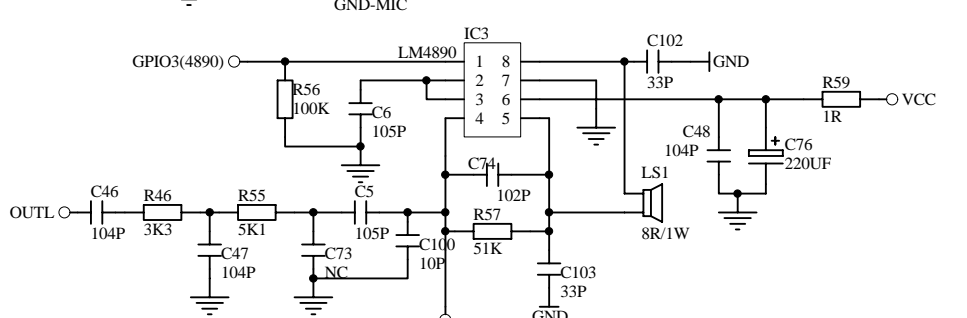 GND-MIC
IC3
LM4890
GPIO3(4890)
1 8
2 7
3 6
4 5
C102
33P
GND
R56
100K
C6
105P
R59
1R
VCC
C48
104P
+
C76
220UF
C74
102P
LS1
8R/1W
OUTL
C46
104P
R46
3K3
R55
5K1
C5
105P
R57
51K
C47
104P
C73
NC
C100
10P
C103
33P
GND